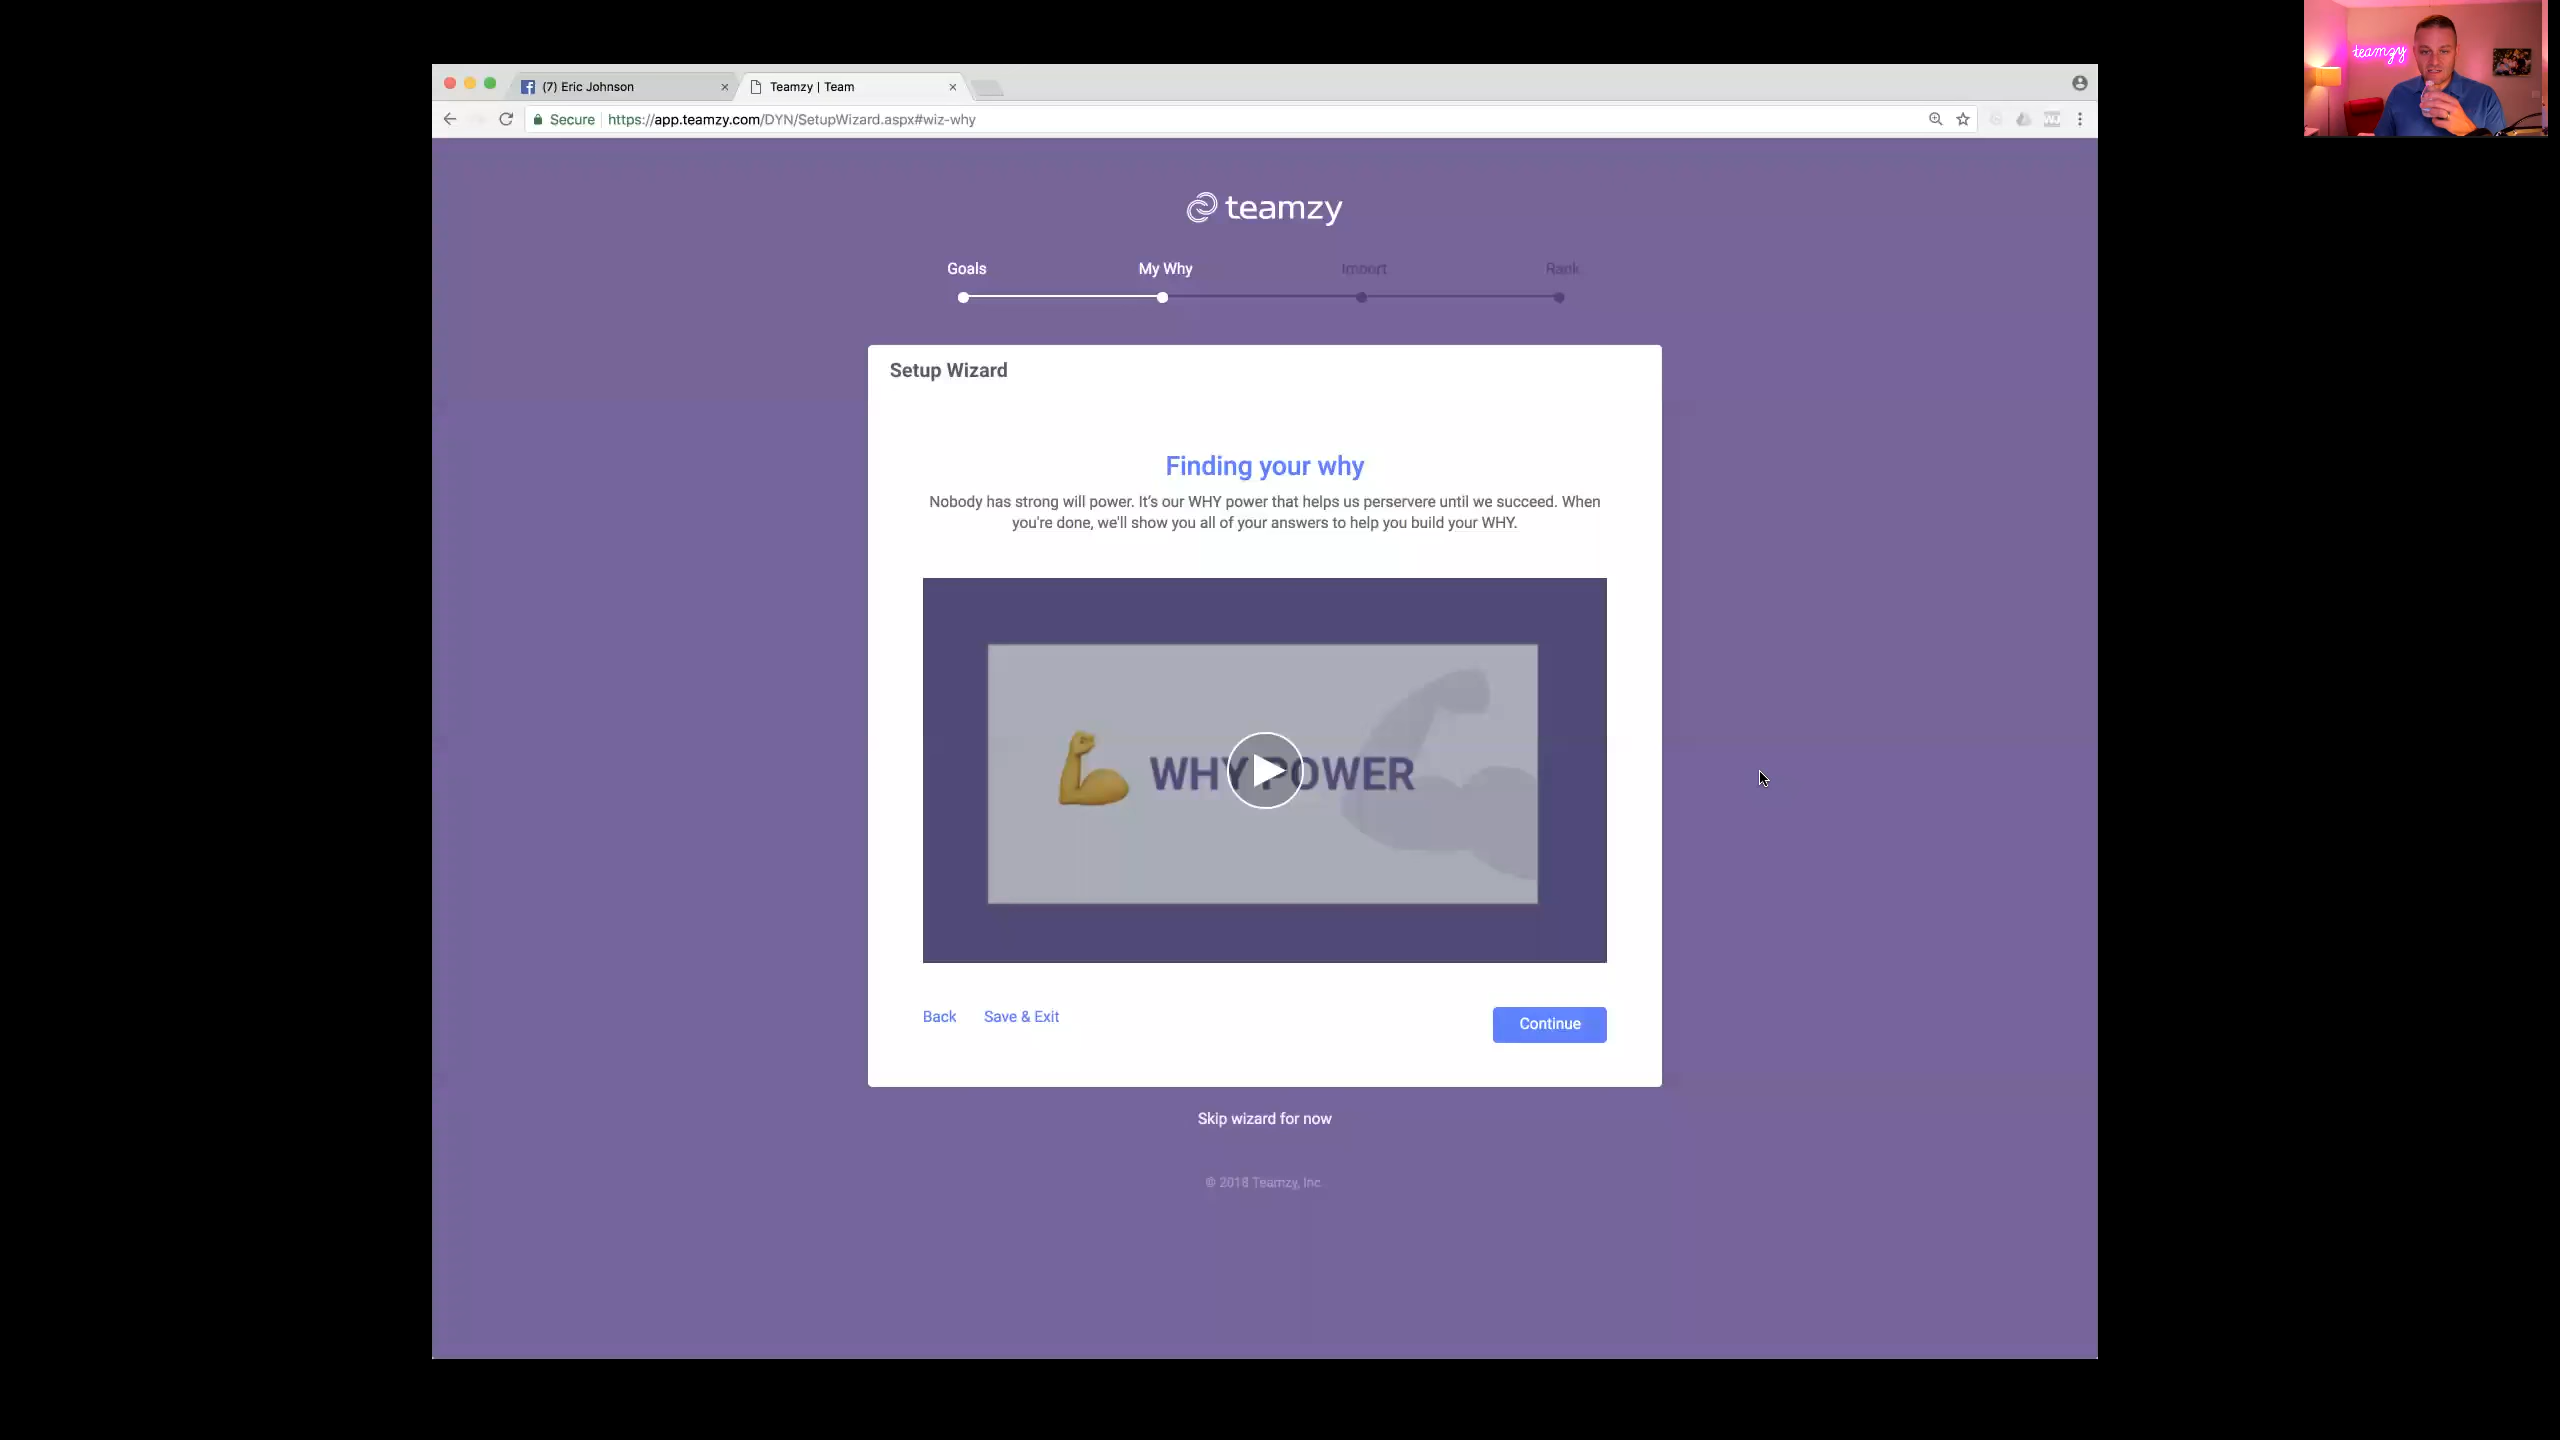 (7) Eric Johnson
Teamzy | Team
Secure
https://app.teamzy.com/DYN/SetupWizard.aspx#wiz-why
teamzy
teamzy
Goals
My Why
Import
Rank
Setup Wizard
Finding your why
Nobody has strong will power. It's our WHY power that helps us perservere until we succeed. When
you're done, we'll show you all of your answers to help you build your WHY.
WHY POWER
Back
Save & Exit
Continue
Skip wizard for now
© 2018 Teamzy, Inc.